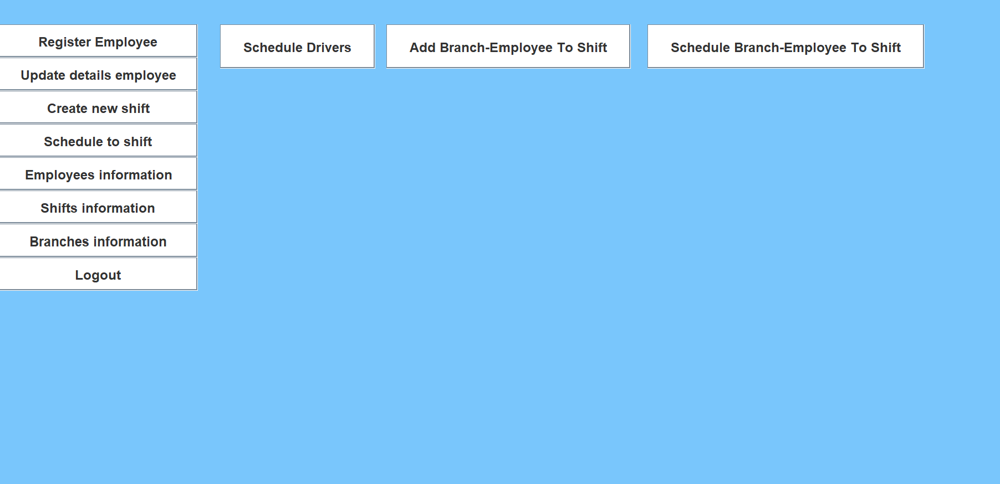 Register Employee
Update details employee
Create new shift
Schedule to shift
Employees information
Shifts information
Branches information
Logout
Schedule Drivers
Add Branch-Employee To Shift
Schedule Branch-Employee To Shift